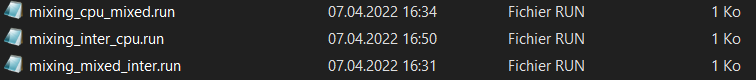 mixing_cpu_mixed.run 07.04.2022 16:34 Fichier RUN 1 Ko
mixing_inter_cpu.run 07.04.2022 16:50 Fichier RUN 1 Ko
mixing_mixed_inter.run 07.04.2022 16:31 Fichier RUN 1 Ko